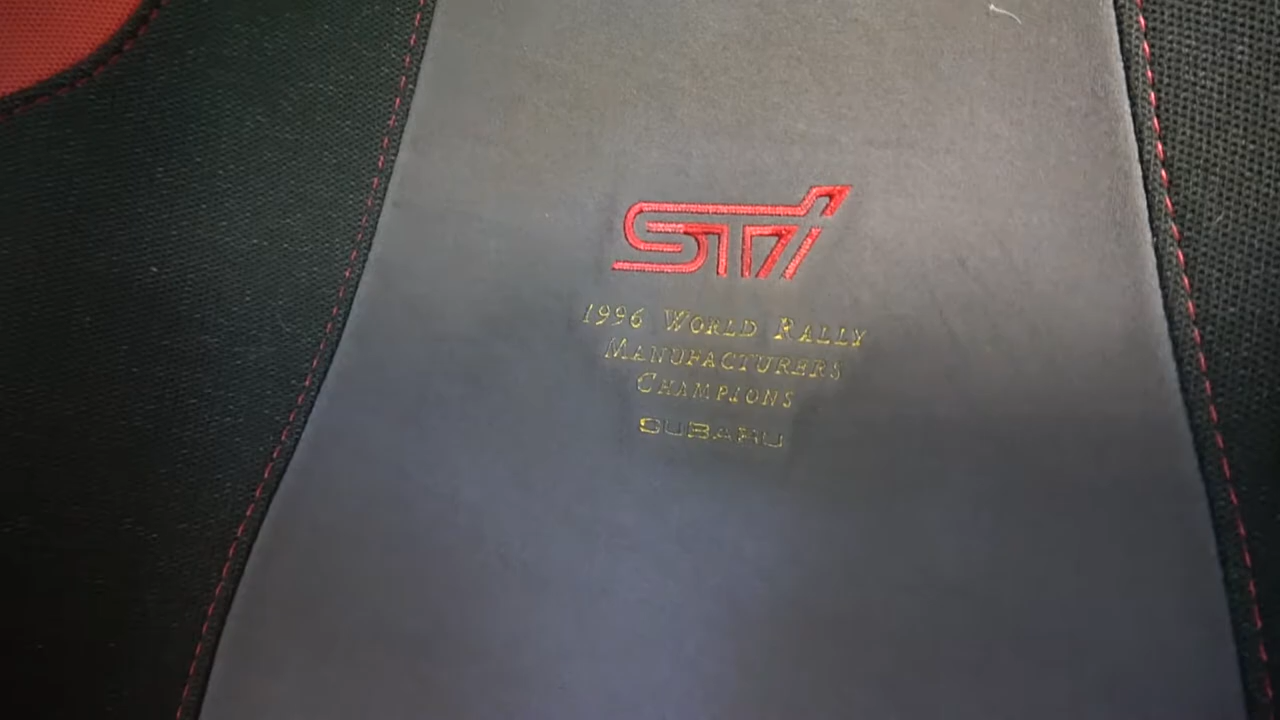 STi
1996 WORLD RALLY
MANUFACTURERS
CHAMPIONS
SUBARU